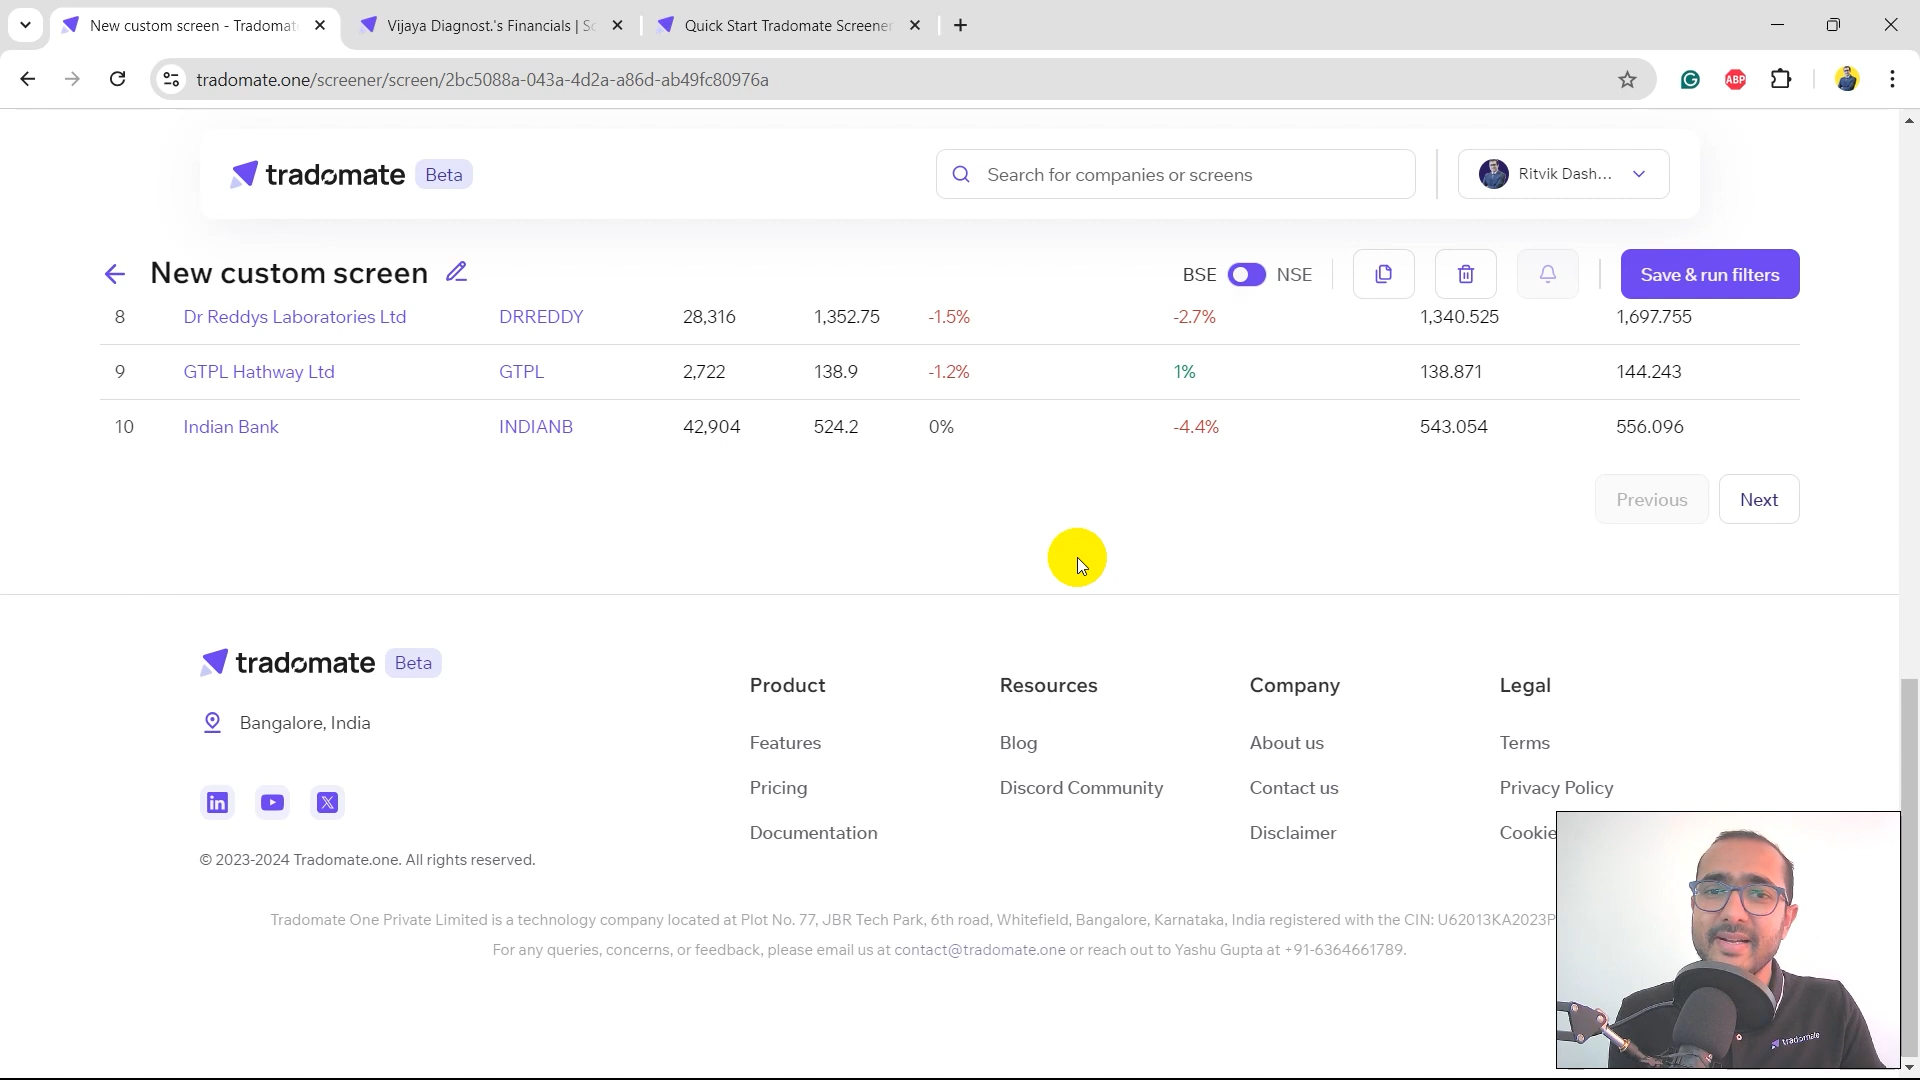 New custom screen - Tradomat
Vijaya Diagnost.'s Financials | Sc
Quick Start Tradomate Screener
tradomate.one/screener/screen/2bc5088a-043a-4d2a-a86d-ab49fc80976a
ABP
tradomate Beta
Search for companies or screens
Ritvik Dash...
New custom screen
BSE NSE
Save & run filters
8 Dr Reddys Laboratories Ltd DRREDDY 28,316 1,352.75 -1.5% -2.7% 1,340.525 1,697.755
9 GTPL Hathway Ltd GTPL 2,722 138.9 -1.2% 1% 138.871 144.243
10 Indian Bank INDIANB 42,904 524.2 0% -4.4% 543.054 556.096
Previous Next
tradomate Beta
Bangalore, India
© 2023-2024 Tradomate.one. All rights reserved.
Product
Features
Pricing
Documentation
Resources
Blog
Discord Community
Company
About us
Contact us
Disclaimer
Legal
Terms
Privacy Policy
Cookie
Tradomate One Private Limited is a technology company located at Plot No. 77, JBR Tech Park, 6th road, Whitefield, Bangalore, Karnataka, India registered with the CIN: U62013KA2023P
For any queries, concerns, or feedback, please email us at contact@tradomate.one or reach out to Yashu Gupta at +91-6364661789.
tradomate